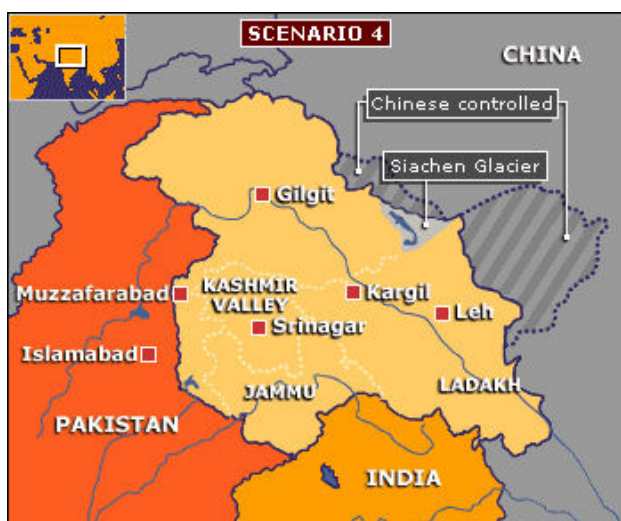 SCENARIO 4
CHINA
Chinese controlled
Siachen Glacier
Gilgit
Muzzafarabad
KASHMIR
VALLEY
Kargil
Leh
Srinagar
Islamabad
JAMMU
LADAKH
PAKISTAN
INDIA